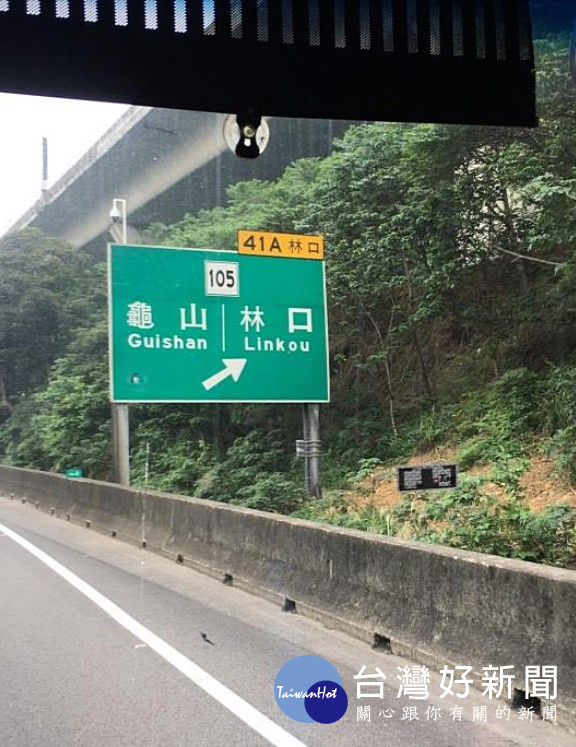 41A 林口
105
龜山 林口
Guishan Linkou
TaiwanHot
台灣好新聞
關心跟你有關的新聞